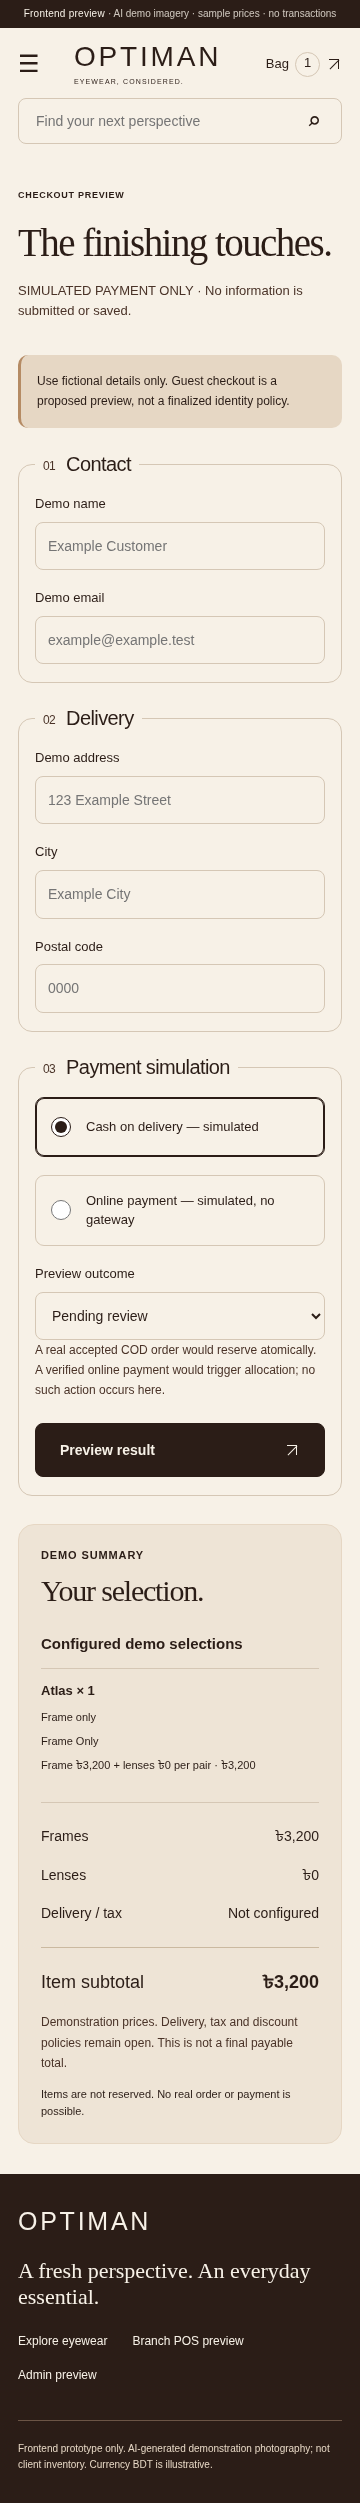 Frontend preview · AI demo imagery · sample prices · no transactions
☰ OPTIMAN Bag 1
EYEWEAR, CONSIDERED.
Find your next perspective
CHECKOUT PREVIEW
The finishing touches.
SIMULATED PAYMENT ONLY · No information is
submitted or saved.
Use fictional details only. Guest checkout is a
proposed preview, not a finalized identity policy.
01 Contact
Demo name
Example Customer
Demo email
example@example.test
02 Delivery
Demo address
123 Example Street
City
Example City
Postal code
0000
03 Payment simulation
Cash on delivery — simulated
Online payment — simulated, no
gateway
Preview outcome
Pending review
A real accepted COD order would reserve atomically.
A verified online payment would trigger allocation; no
such action occurs here.
Preview result
DEMO SUMMARY
Your selection.
Configured demo selections
Atlas × 1
Frame only
Frame Only
Frame ৳3,200 + lenses ৳0 per pair · ৳3,200
Frames ৳3,200
Lenses ৳0
Delivery / tax Not configured
Item subtotal ৳3,200
Demonstration prices. Delivery, tax and discount
policies remain open. This is not a final payable
total.
Items are not reserved. No real order or payment is
possible.
OPTIMAN
A fresh perspective. An everyday
essential.
Explore eyewear Branch POS preview
Admin preview
Frontend prototype only. AI-generated demonstration photography; not
client inventory. Currency BDT is illustrative.